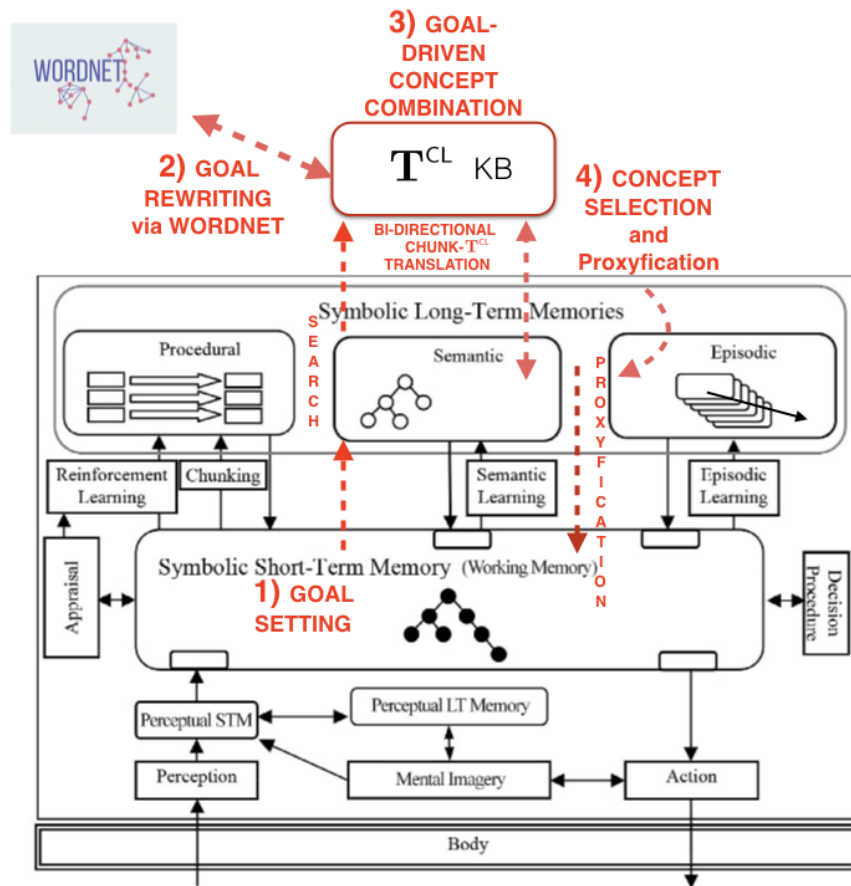 WORDNET
3) GOAL-
DRIVEN
CONCEPT
COMBINATION
T^CL KB
2) GOAL
REWRITING
via WORDNET
4) CONCEPT
SELECTION
and
Proxyfication
BI-DIRECTIONAL
CHUNK-T^CL
TRANSLATION
Symbolic Long-Term Memories
Procedural
SEARCH
Semantic
PROXYFICATION
Episodic
Reinforcement
Learning
Chunking
Semantic
Learning
Episodic
Learning
Appraisal
Symbolic Short-Term Memory (Working Memory)
1) GOAL
SETTING
Decision
Procedure
Perceptual STM
Perceptual LT Memory
Perception
Mental Imagery
Action
Body